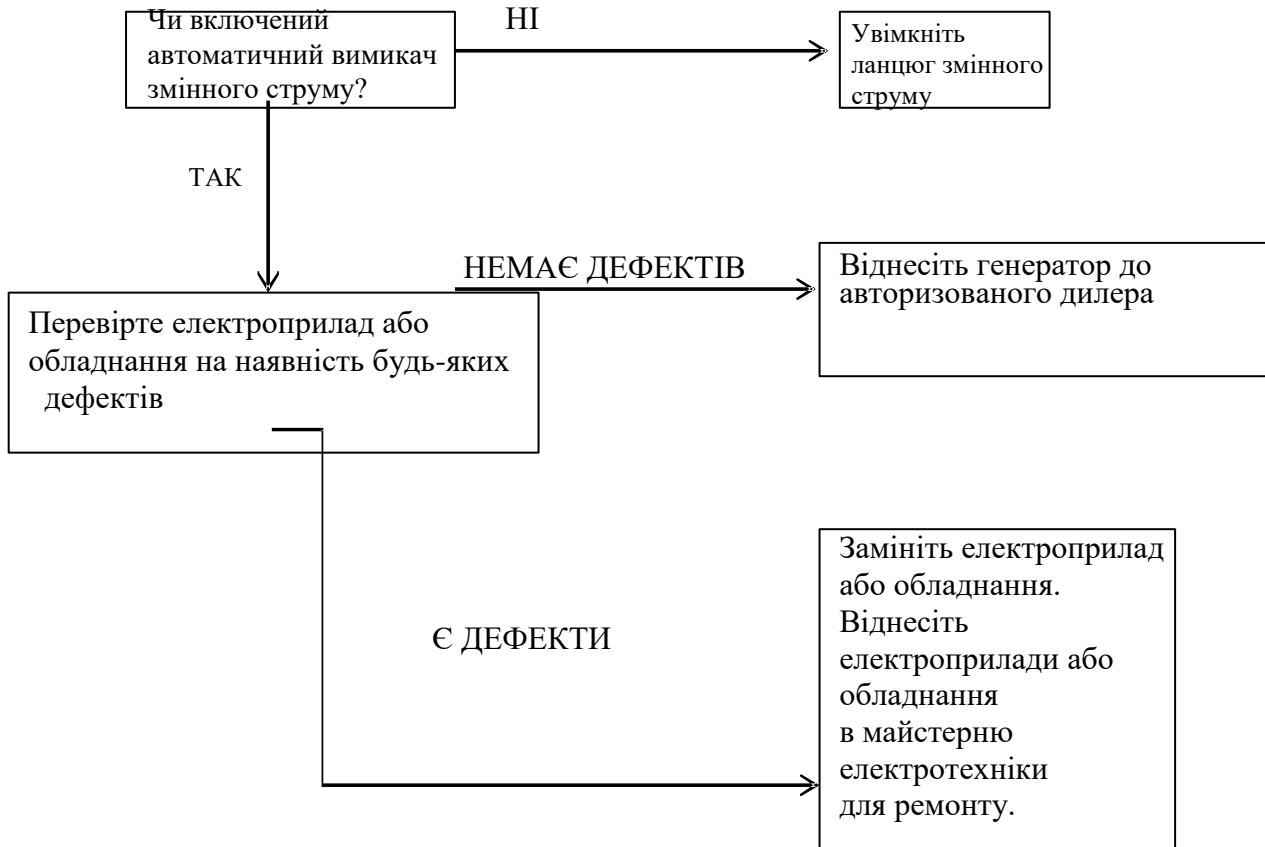 Чи включений
автоматичний вимикач
змінного струму?
НІ
Увімкніть
ланцюг змінного
струму
ТАК
НЕМАЄ ДЕФЕКТІВ
Віднесіть генератор до
авторизованого дилера
Перевірте електроприлад або
обладнання на наявність будь-яких
дефектів
Є ДЕФЕКТИ
Замініть електроприлад
або обладнання.
Віднесіть
електроприлади або
обладнання
в майстерню
електротехніки
для ремонту.